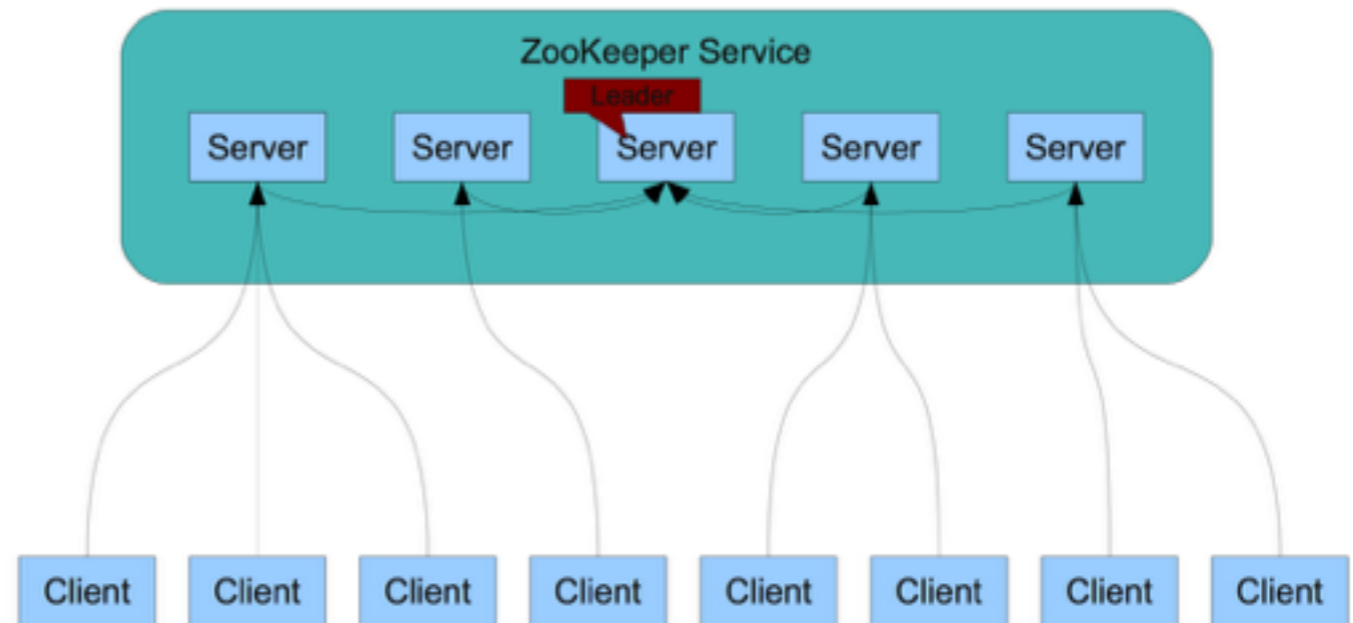 ZooKeeper Service
Leader
Server Server Server Server Server
Client Client Client Client Client Client Client Client